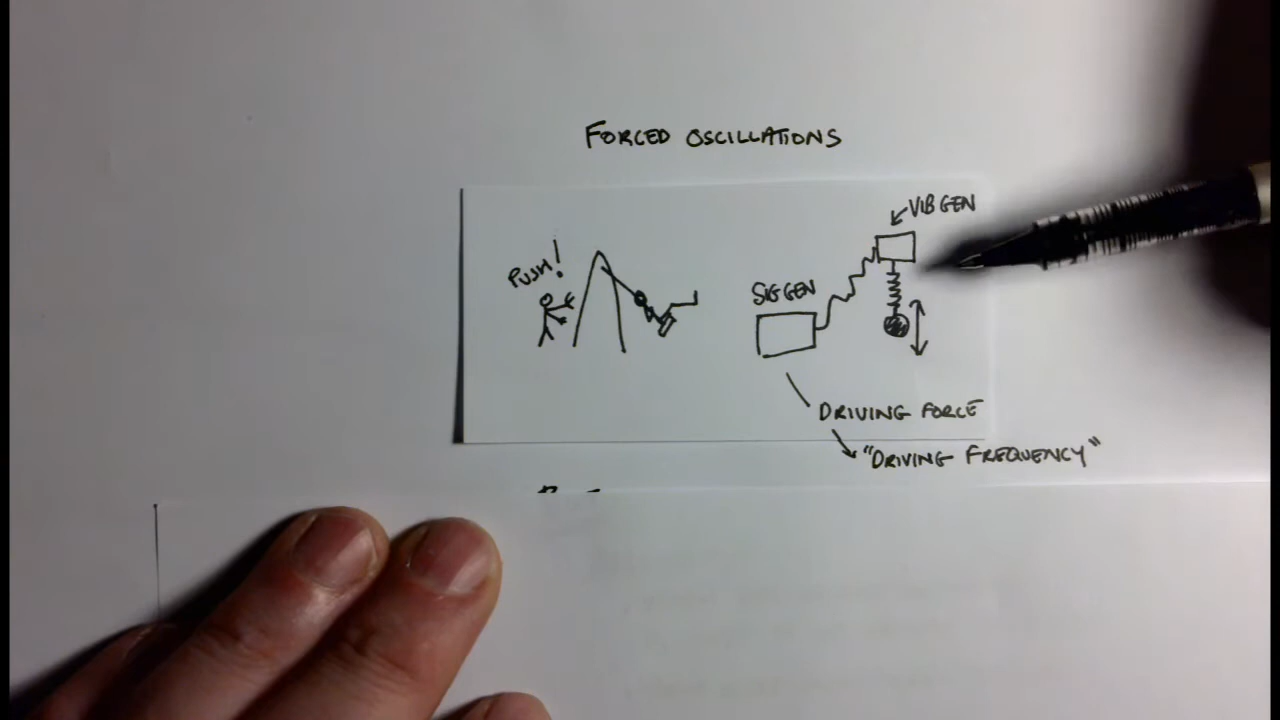 FORCED OSCILLATIONS
PUSH!
VIB GEN
SIG GEN
DRIVING FORCE
"DRIVING FREQUENCY"